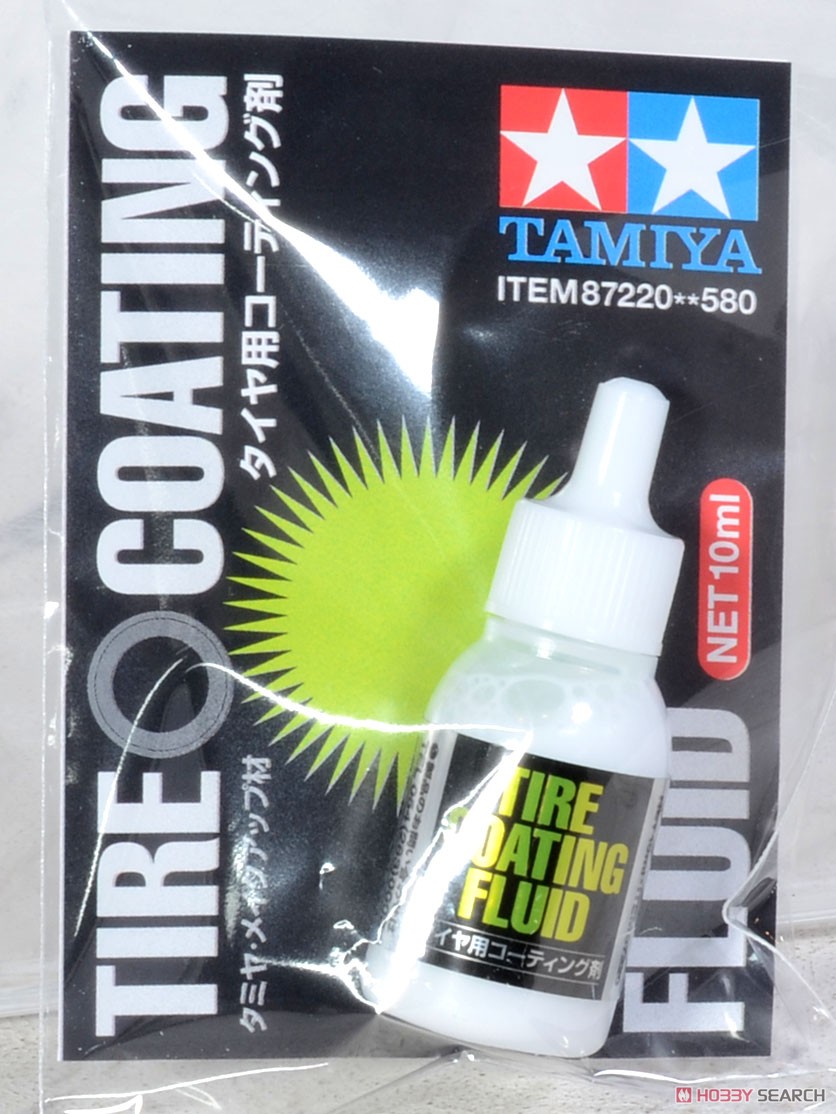 TIRE COATING
タイヤ用コーティング剤
タミヤ・メイクアップ材
FLUID
TAMIYA
ITEM87220**580
NET 10ml
TIRE
COATING
FLUID
タイヤ用コーティング剤
HOBBY SEARCH